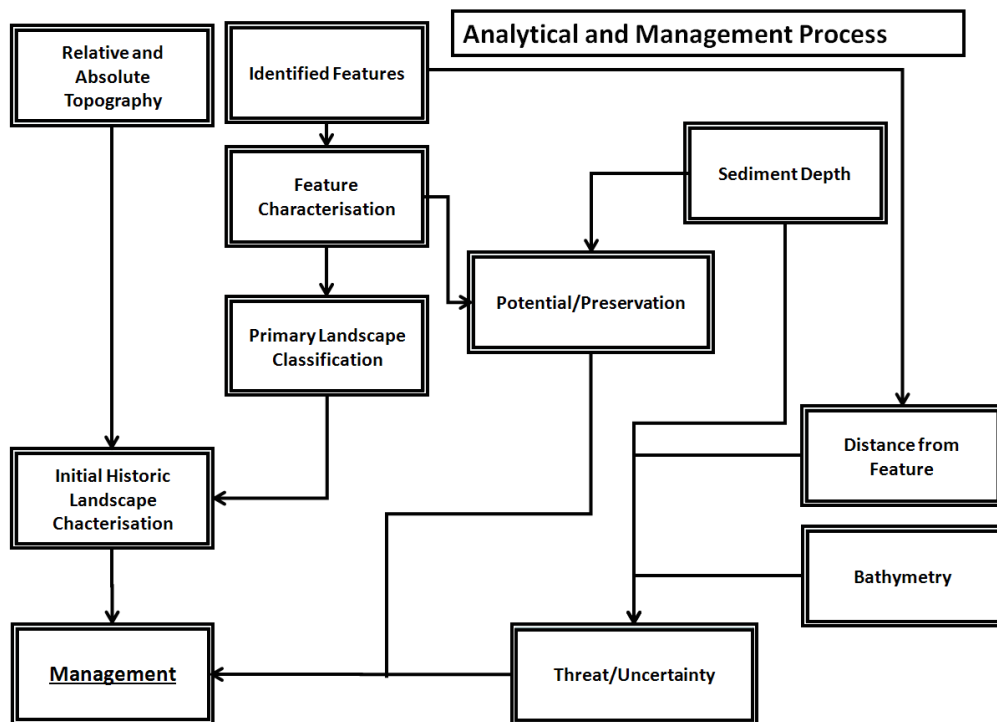 Analytical and Management Process
Relative and
Absolute
Topography
Identified Features
Feature
Characterisation
Sediment Depth
Potential/Preservation
Primary Landscape
Classification
Distance from
Feature
Initial Historic
Landscape
Chcterisation
Bathymetry
Management
Threat/Uncertainty